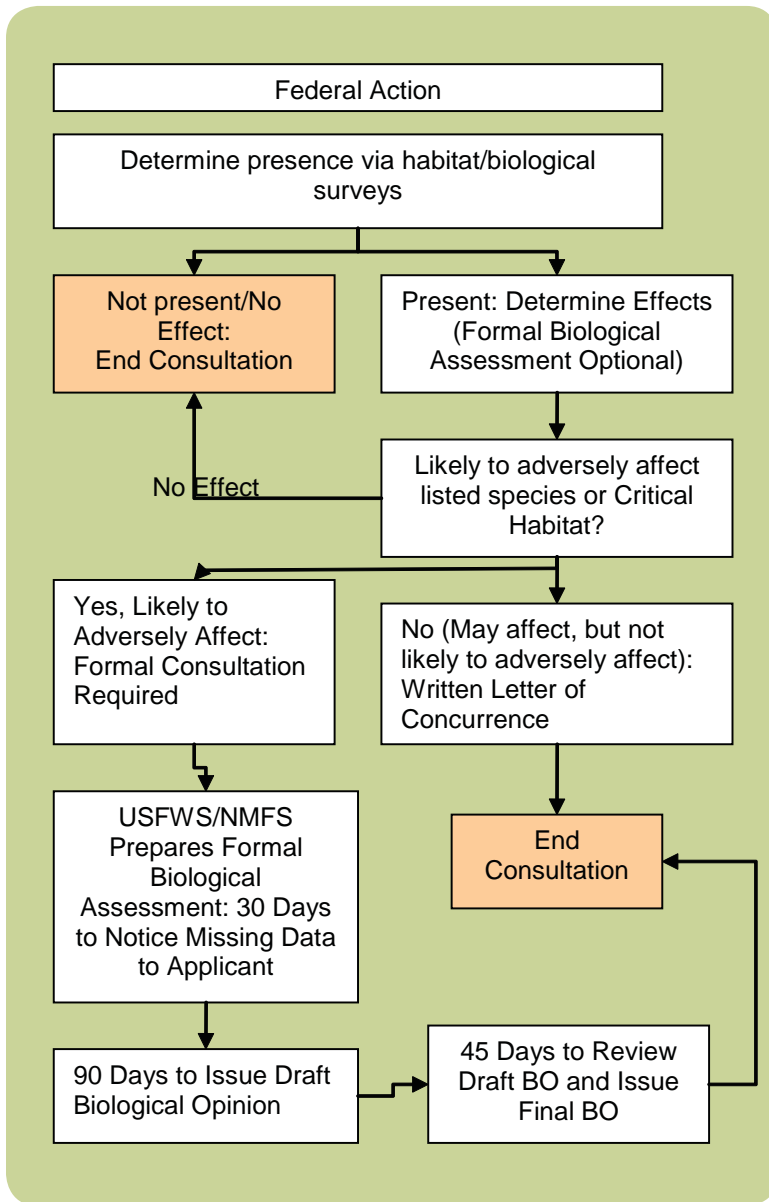 Federal Action
Determine presence via habitat/biological
surveys
Not present/No
Effect:
End Consultation
Present: Determine Effects
(Formal Biological
Assessment Optional)
No Effect
Likely to adversely affect
listed species or Critical
Habitat?
Yes, Likely to
Adversely Affect:
Formal Consultation
Required
No (May affect, but not
likely to adversely affect):
Written Letter of
Concurrence
USFWS/NMFS
Prepares Formal
Biological
Assessment: 30 Days
to Notice Missing Data
to Applicant
End
Consultation
90 Days to Issue Draft
Biological Opinion
45 Days to Review
Draft BO and Issue
Final BO